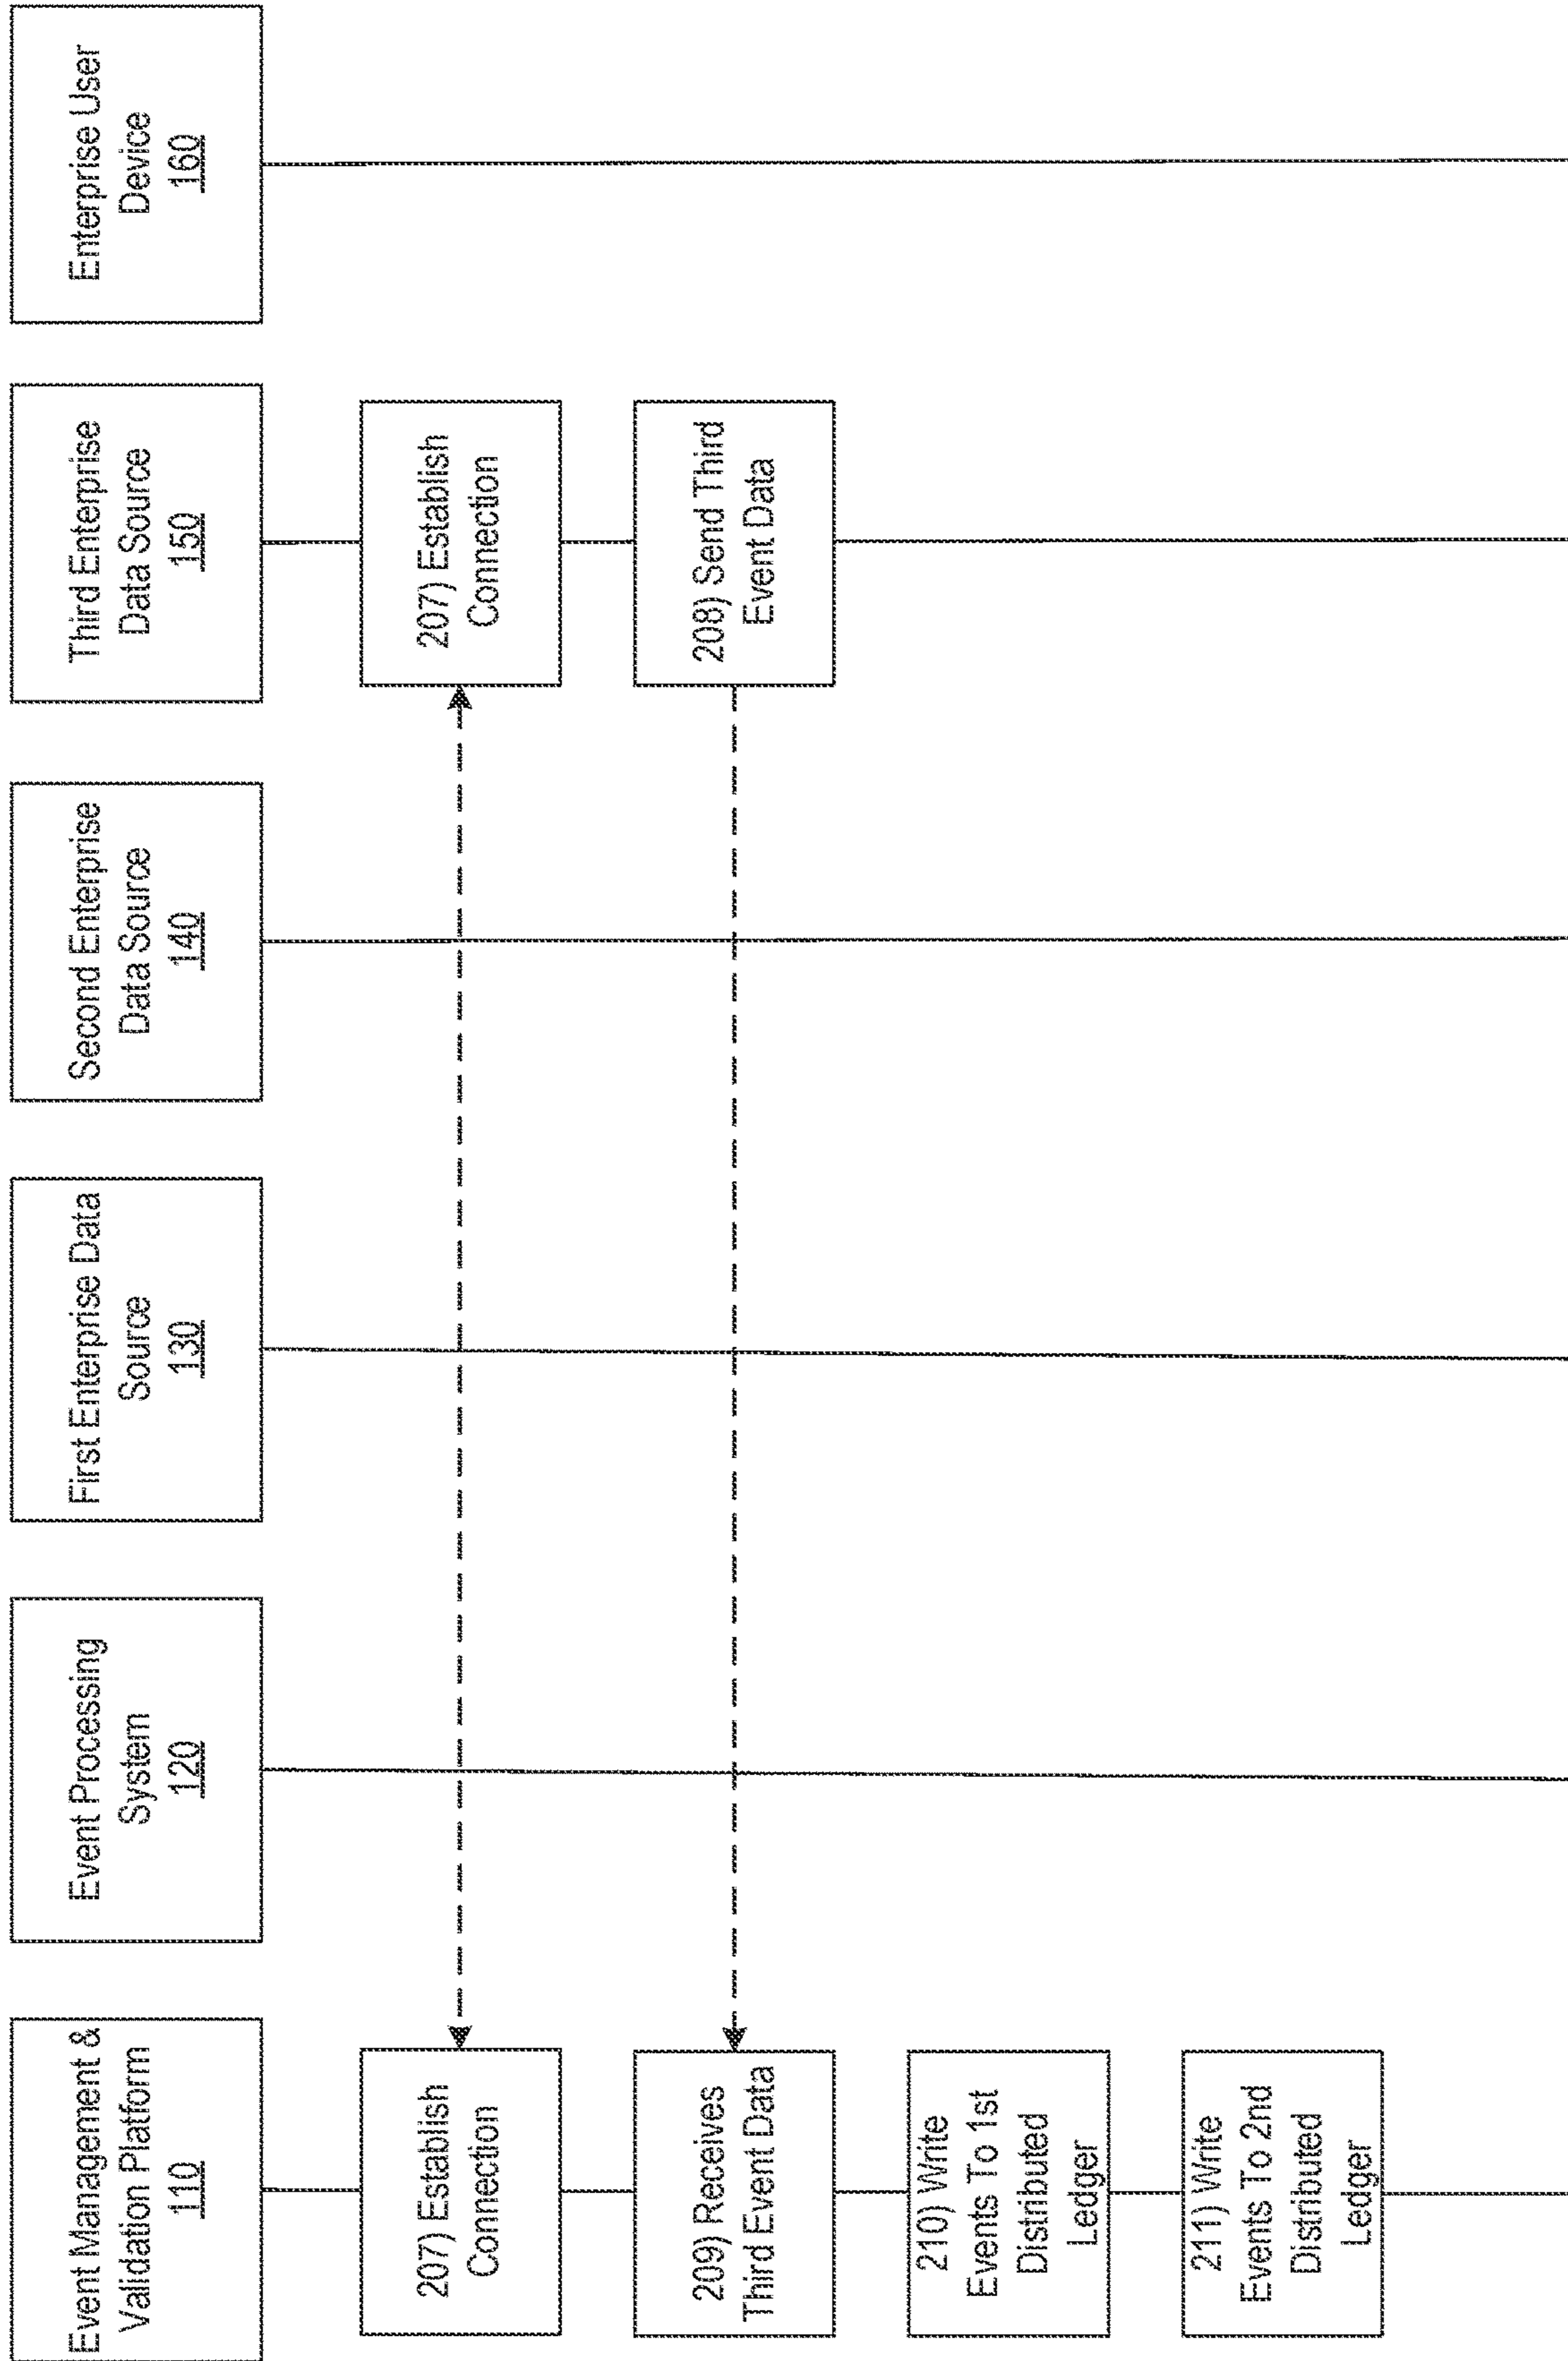 Event Management &
Validation Platform
110
Event Processing
System
120
First Enterprise Data
Source
130
Second Enterprise
Data Source
140
Third Enterprise
Data Source
150
Enterprise User
Device
160
207) Establish
Connection
207) Establish
Connection
209) Receives
Third Event Data
208) Send Third
Event Data
210) Write
Events To 1st
Distributed
Ledger
211) Write
Events To 2nd
Distributed
Ledger